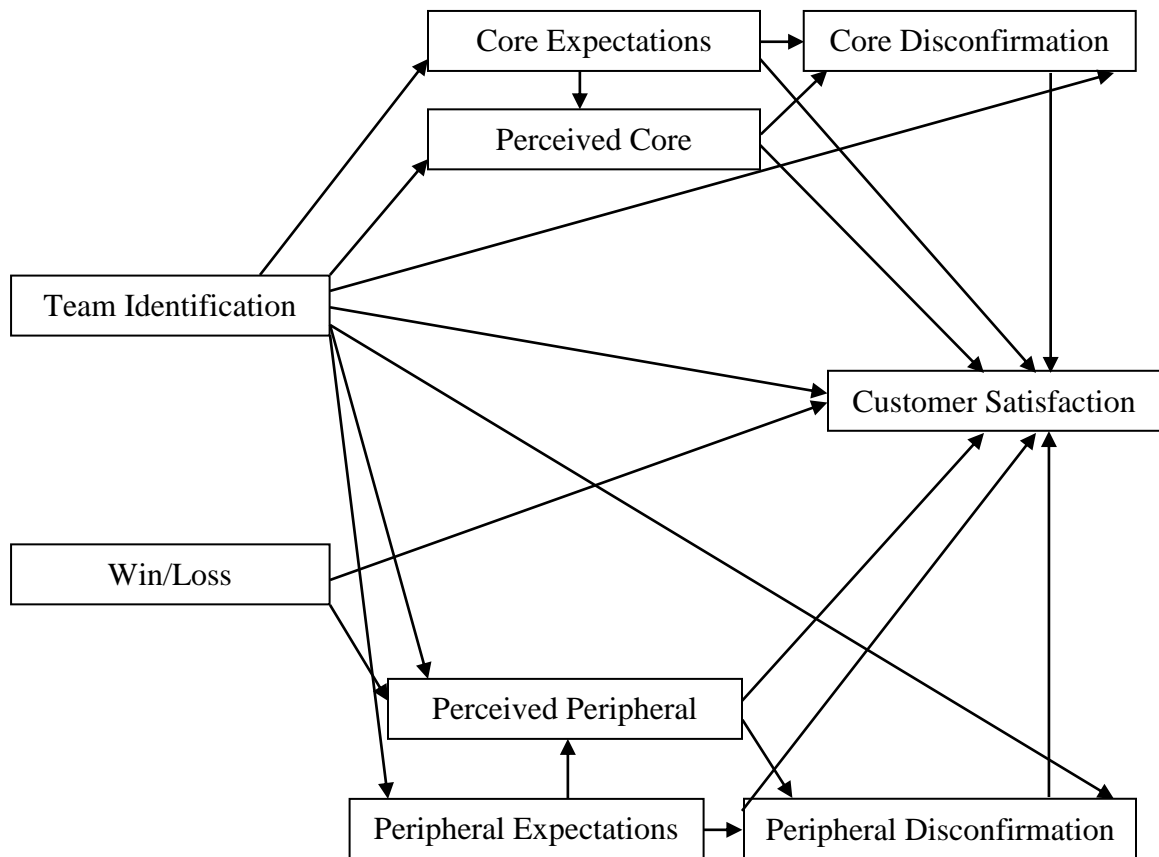 Core Expectations
Core Disconfirmation
Perceived Core
Team Identification
Customer Satisfaction
Win/Loss
Perceived Peripheral
Peripheral Expectations
Peripheral Disconfirmation